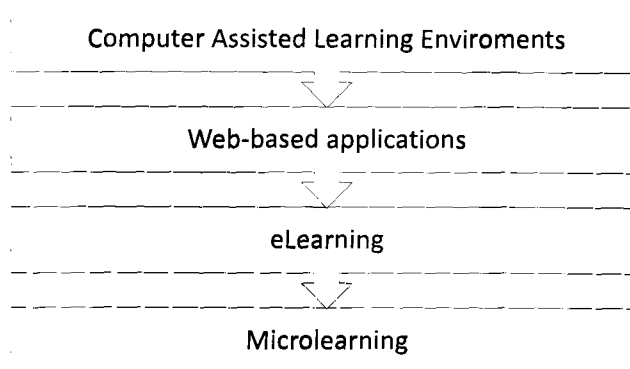 Computer Assisted Learning Enviroments
Web-based applications
eLearning
Microlearning